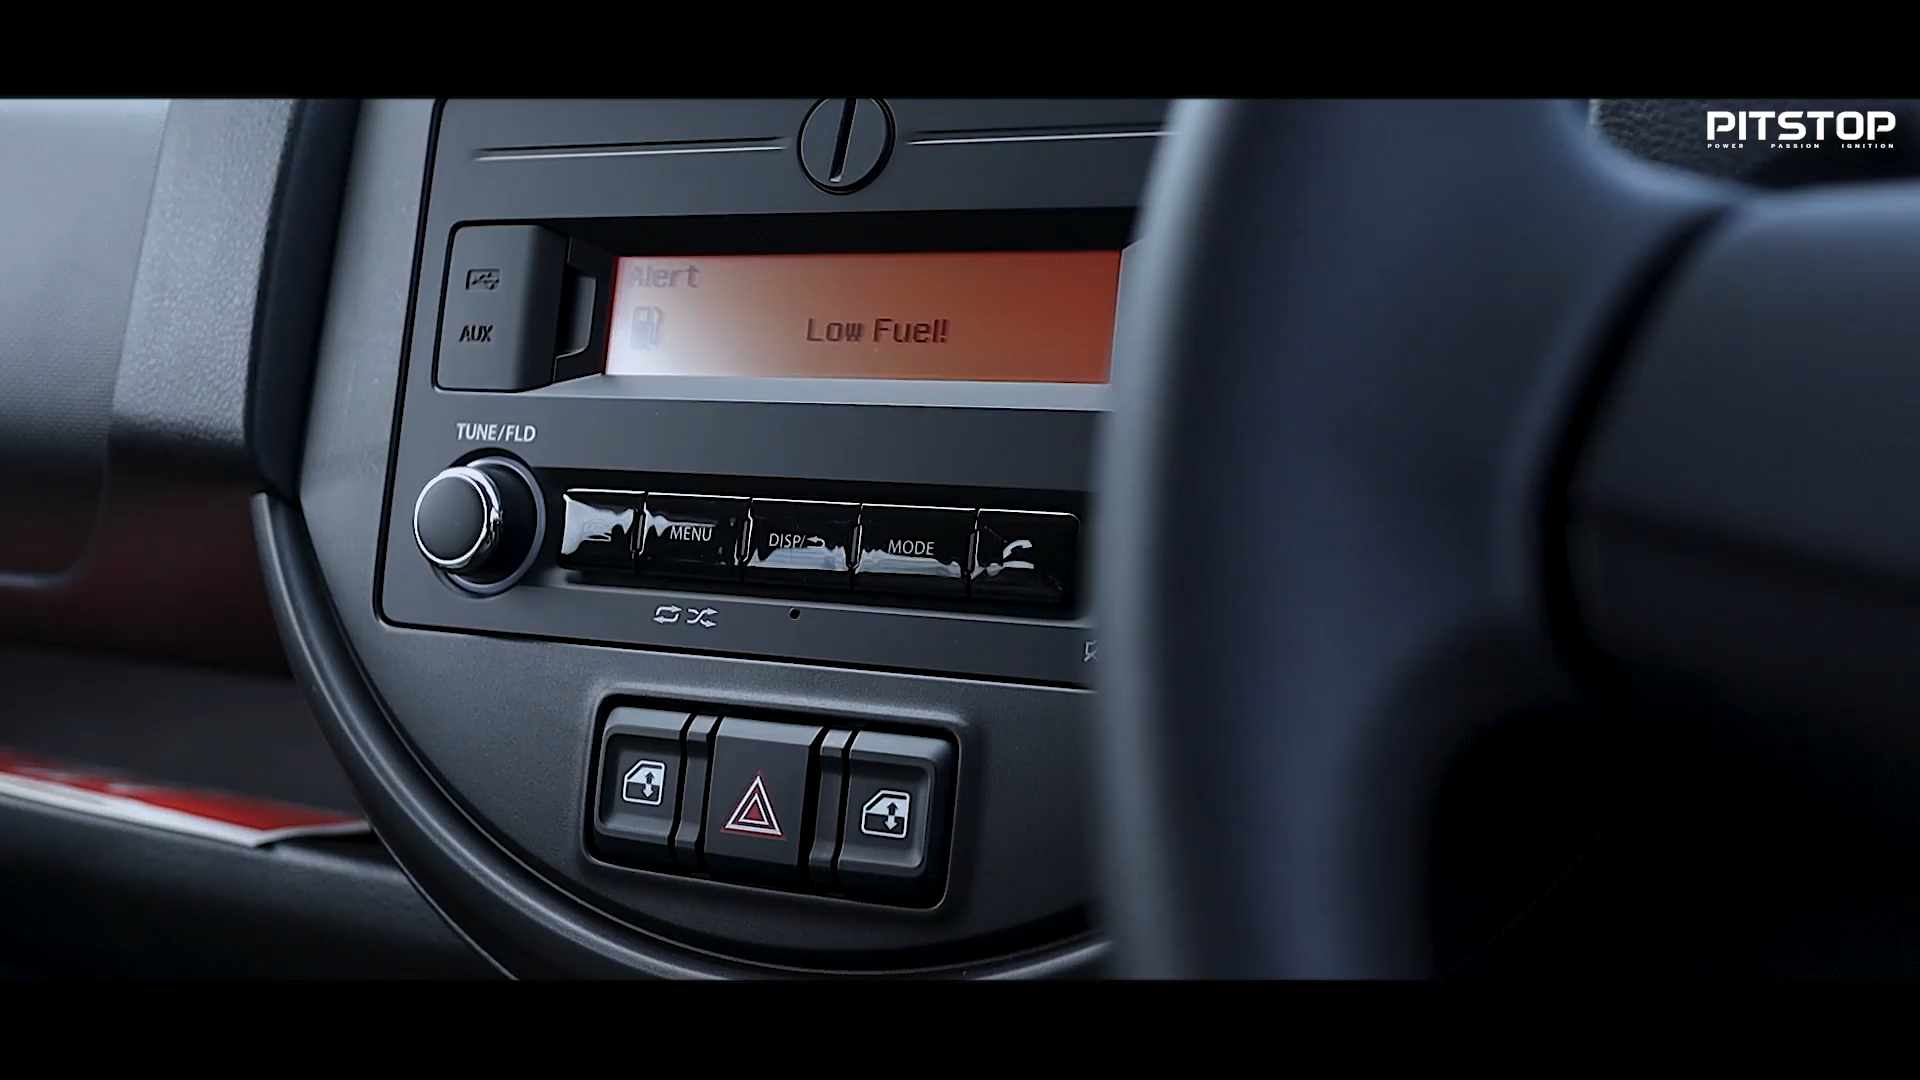 PITSTOP
POWER PASSION IGNITION
Alert
Low Fuel!
AUX
TUNE/FLD
MENU
DISP/
MODE